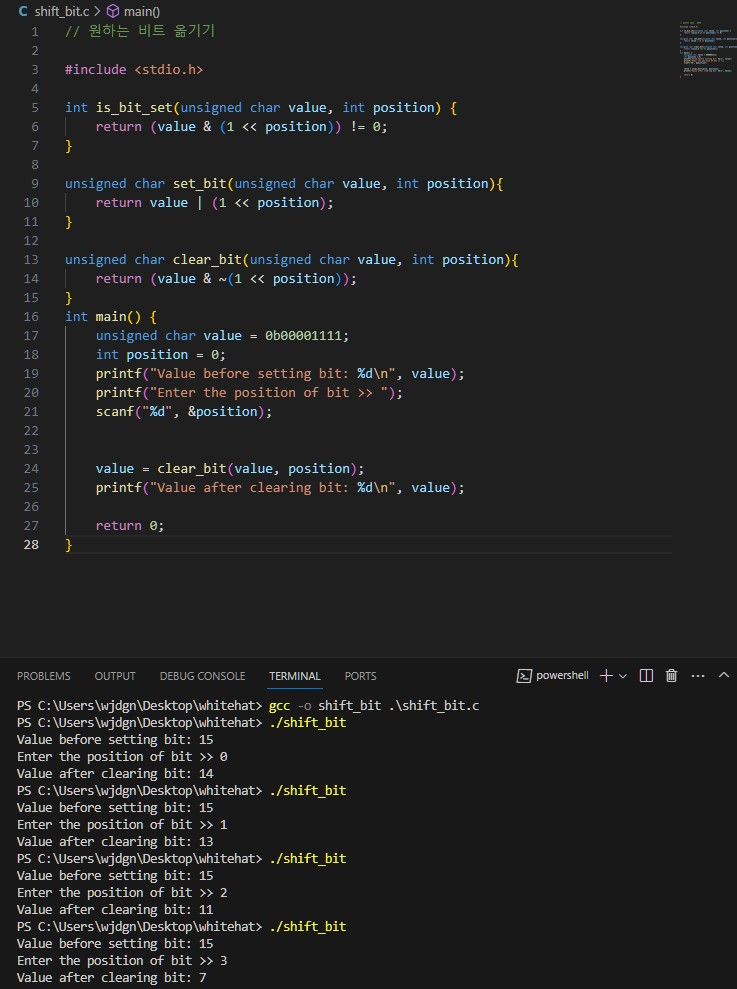 shift_bit.c > main()
1 // 원하는 비트 옮기기
2
3 #include <stdio.h>
4
5 int is_bit_set(unsigned char value, int position) {
6 return (value & (1 << position)) != 0;
7 }
8
9 unsigned char set_bit(unsigned char value, int position){
10 return value | (1 << position);
11 }
12
13 unsigned char clear_bit(unsigned char value, int position){
14 return (value & ~(1 << position));
15 }
16 int main() {
17 unsigned char value = 0b00001111;
18 int position = 0;
19 printf("Value before setting bit: %d\n", value);
20 printf("Enter the position of bit >> ");
21 scanf("%d", &position);
22
23
24 value = clear_bit(value, position);
25 printf("Value after clearing bit: %d\n", value);
26
27 return 0;
28 }
PROBLEMS OUTPUT DEBUG CONSOLE TERMINAL PORTS powershell
PS C:\Users\wjdgn\Desktop\whitehat> gcc -o shift_bit .\shift_bit.c
PS C:\Users\wjdgn\Desktop\whitehat> ./shift_bit
Value before setting bit: 15
Enter the position of bit >> 0
Value after clearing bit: 14
PS C:\Users\wjdgn\Desktop\whitehat> ./shift_bit
Value before setting bit: 15
Enter the position of bit >> 1
Value after clearing bit: 13
PS C:\Users\wjdgn\Desktop\whitehat> ./shift_bit
Value before setting bit: 15
Enter the position of bit >> 2
Value after clearing bit: 11
PS C:\Users\wjdgn\Desktop\whitehat> ./shift_bit
Value before setting bit: 15
Enter the position of bit >> 3
Value after clearing bit: 7